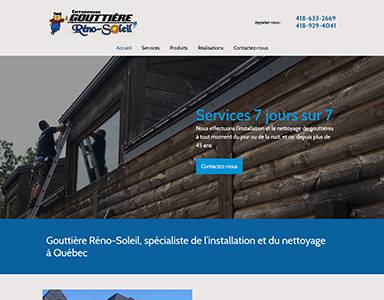 ENTREPRISE
GOUTTIÈRE
Réno-Soleil
Appelez-nous :
418-633-2669
418-929-4041
Accueil Services Produits Réalisations Contactez-nous
Services 7 jours sur 7
Nous effectuons l'installation et le nettoyage de gouttières
à tout moment du jour ou de la nuit, et ce, depuis plus de
45 ans.
Contactez-nous
Gouttière Réno-Soleil, spécialiste de l'installation et du nettoyage
à Québec